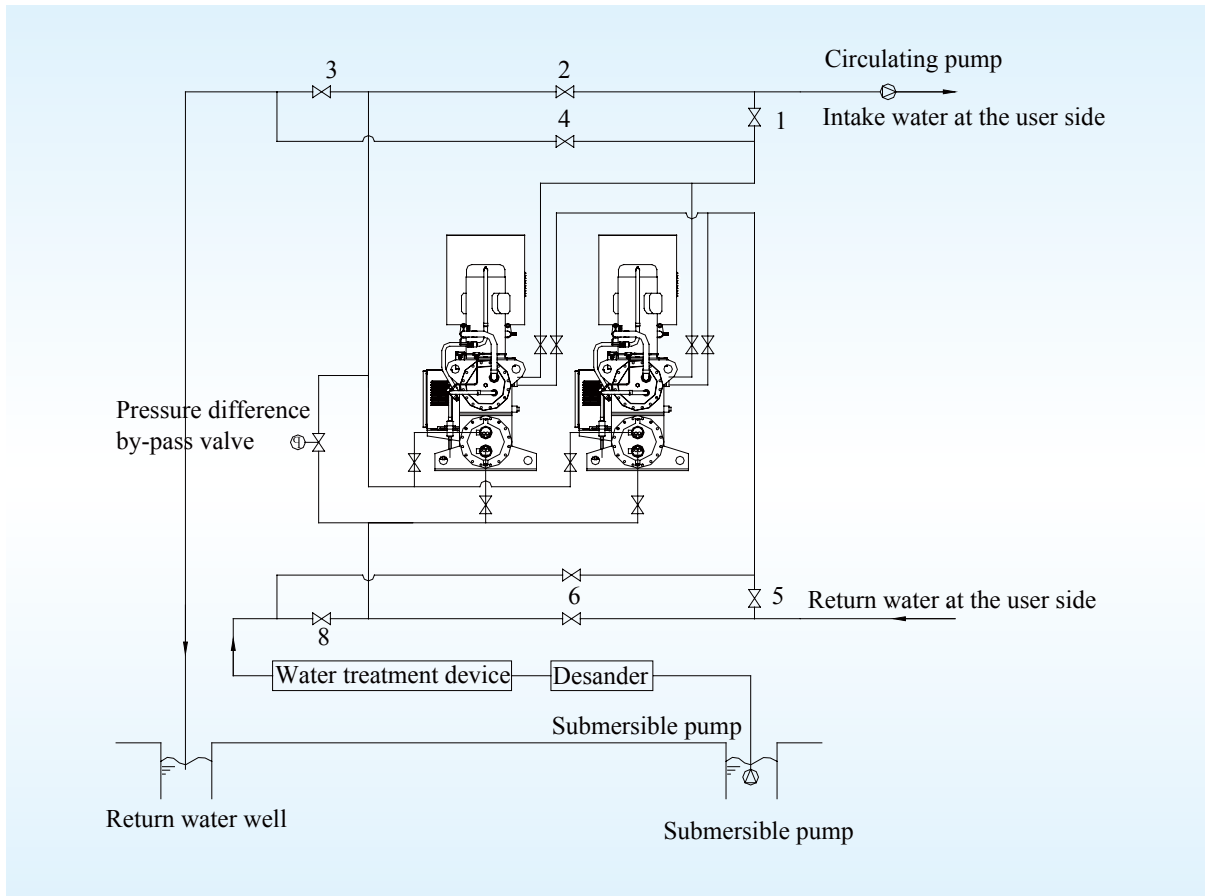 3
2
Circulating pump
4
1
Intake water at the user side
Pressure difference
by-pass valve
6
5
Return water at the user side
8
Water treatment device
Desander
Submersible pump
Return water well
Submersible pump